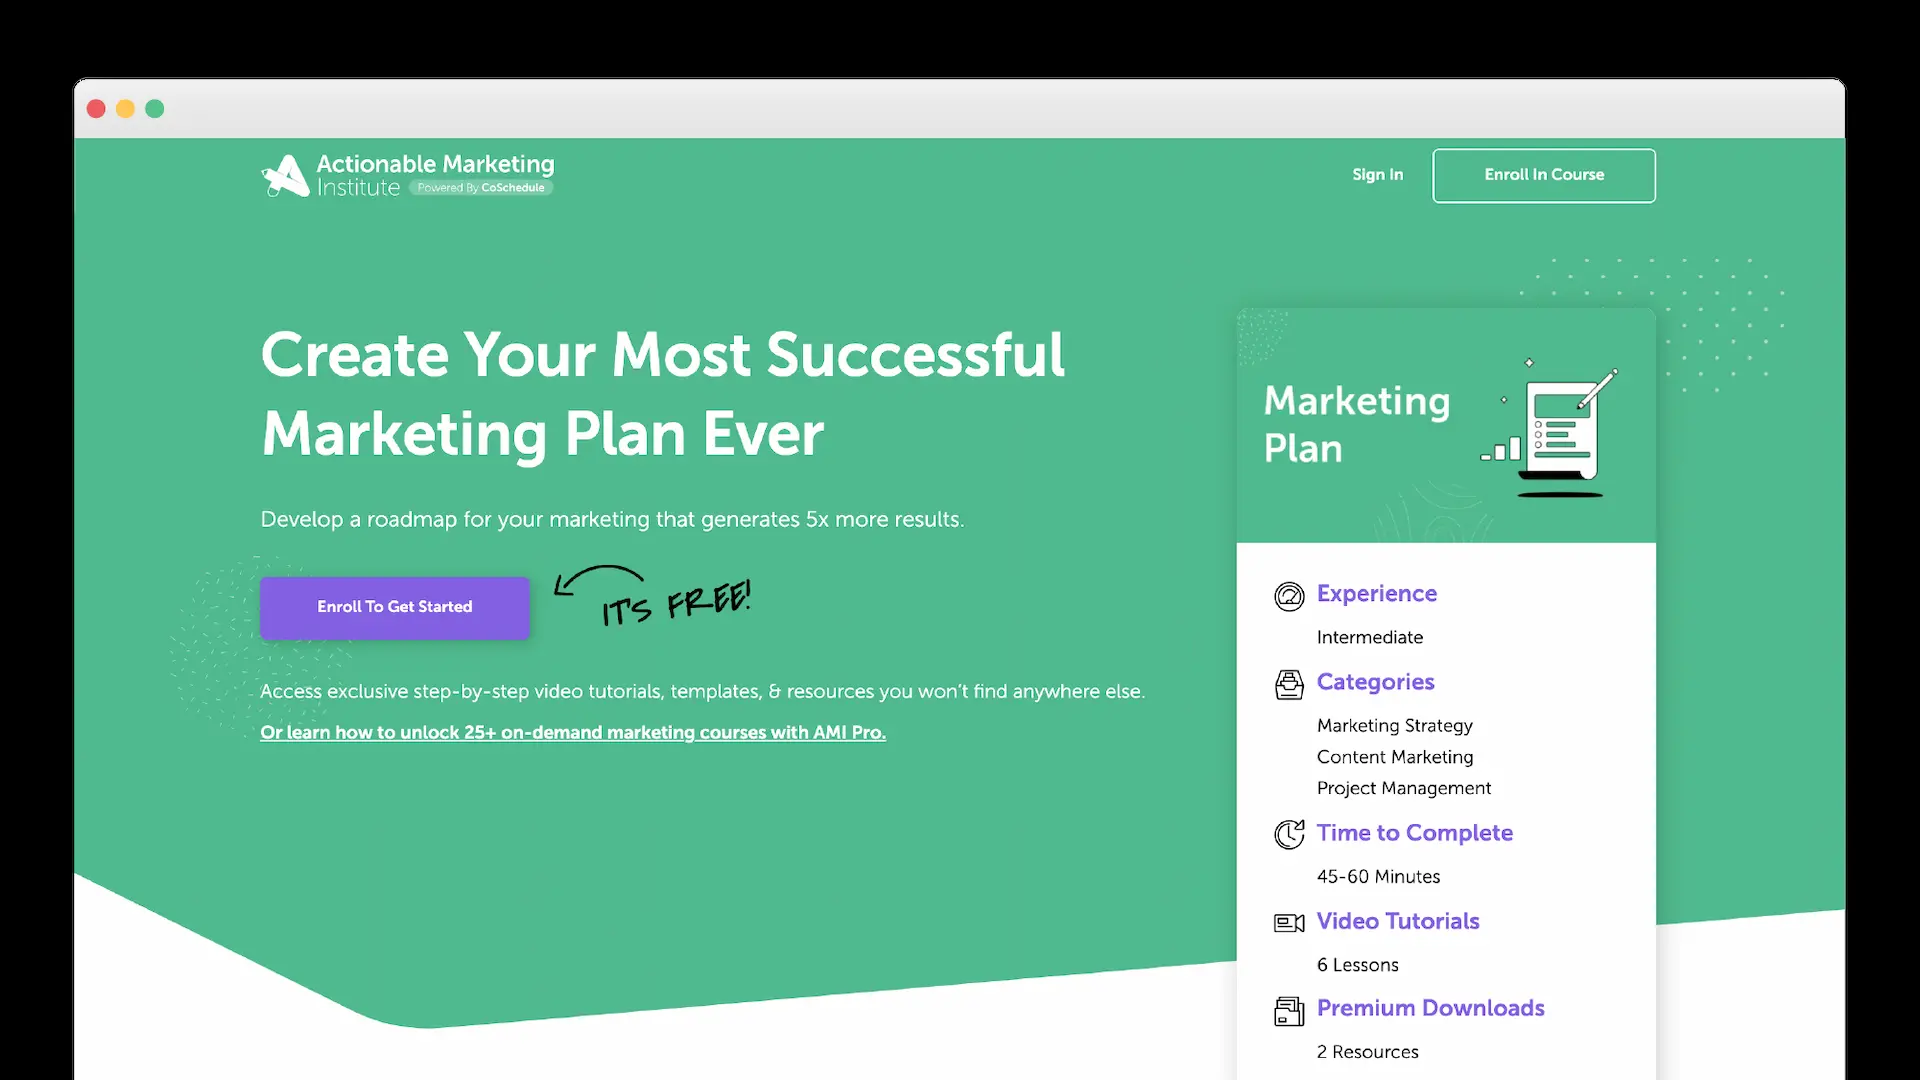 Actionable Marketing
Institute Powered By CoSchedule
Sign In
Enroll In Course
Create Your Most Successful
Marketing Plan Ever
Develop a roadmap for your marketing that generates 5x more results.
Enroll To Get Started
IT'S FREE!
Access exclusive step-by-step video tutorials, templates, & resources you won't find anywhere else.
Or learn how to unlock 25+ on-demand marketing courses with AMI Pro.
Marketing
Plan
Experience
Intermediate
Categories
Marketing Strategy
Content Marketing
Project Management
Time to Complete
45-60 Minutes
Video Tutorials
6 Lessons
Premium Downloads
2 Resources